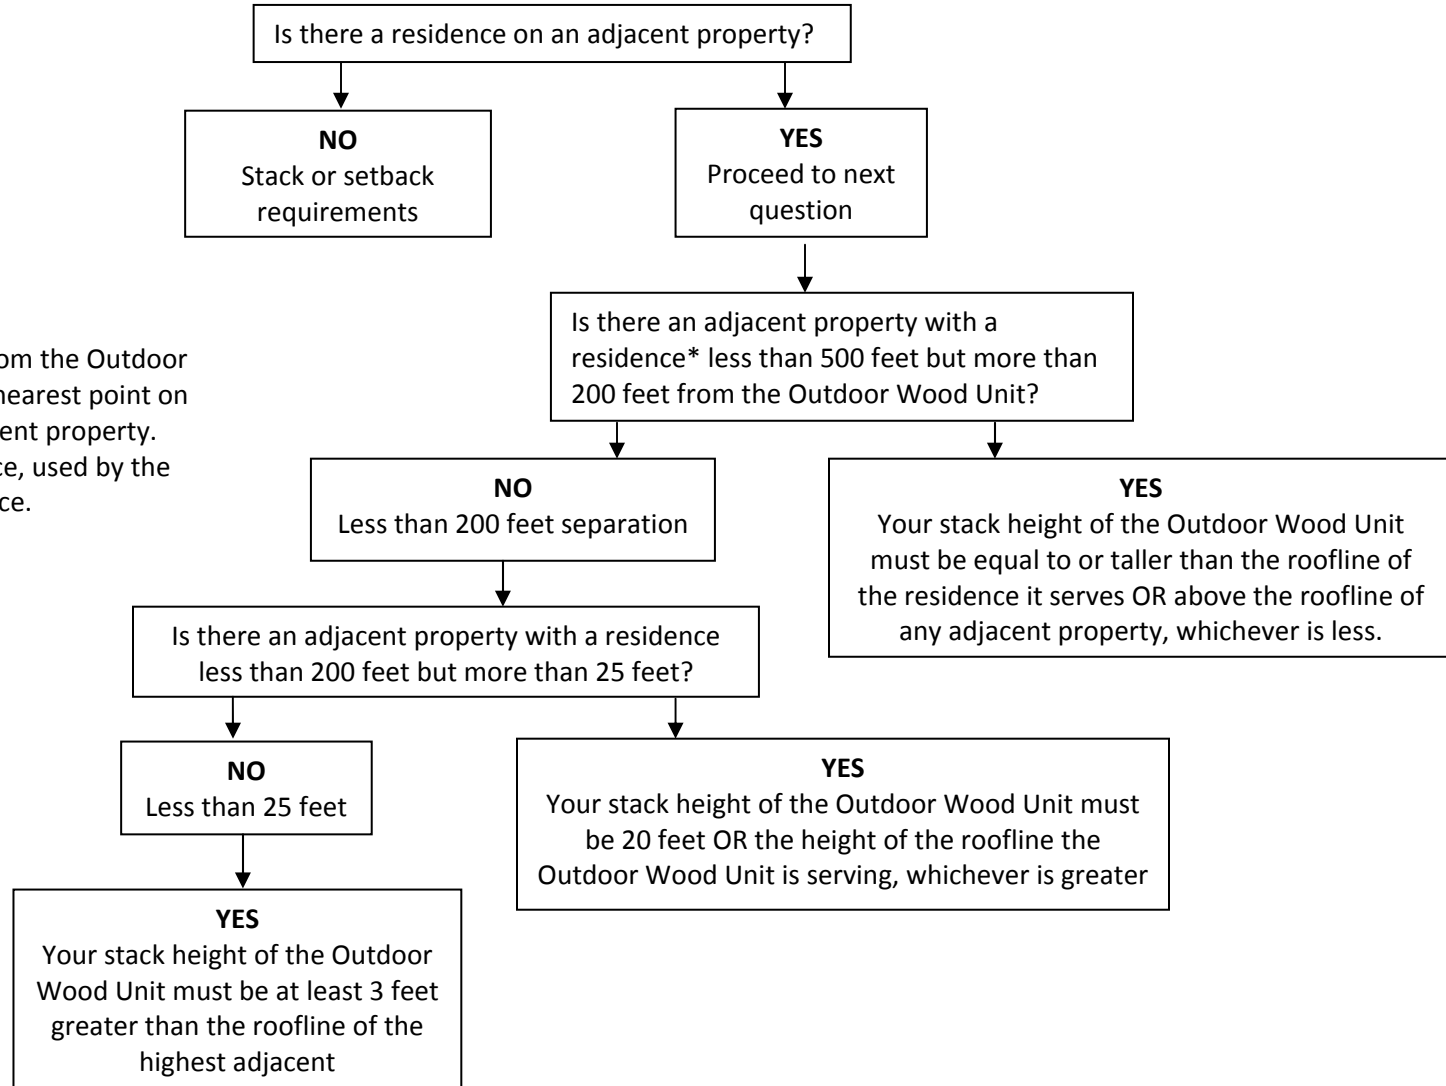 Is there a residence on an adjacent property?
NO
Stack or setback
requirements
YES
Proceed to next
question
Is there an adjacent property with a
residence* less than 500 feet but more than
200 feet from the Outdoor Wood Unit?
om the Outdoor
nearest point on
ent property.
ce, used by the
ce.
NO
Less than 200 feet separation
YES
Your stack height of the Outdoor Wood Unit
must be equal to or taller than the roofline of
the residence it serves OR above the roofline of
any adjacent property, whichever is less.
Is there an adjacent property with a residence
less than 200 feet but more than 25 feet?
NO
Less than 25 feet
YES
Your stack height of the Outdoor Wood Unit must
be 20 feet OR the height of the roofline the
Outdoor Wood Unit is serving, whichever is greater
YES
Your stack height of the Outdoor
Wood Unit must be at least 3 feet
greater than the roofline of the
highest adjacent